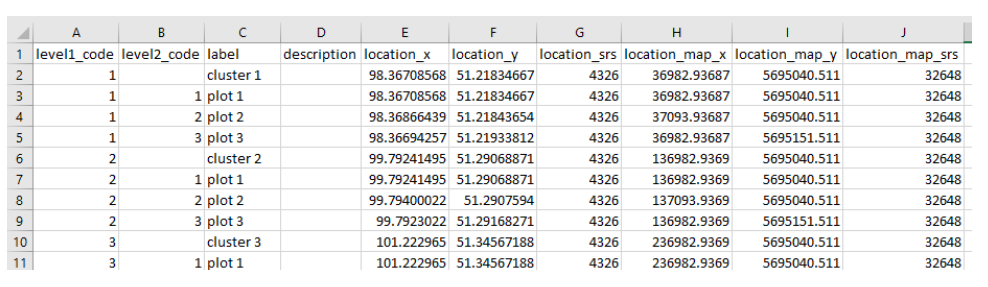 A B C D E F G H I J
1 level1_code level2_code label description location_x location_y location_srs location_map_x location_map_y location_map_srs
2 1 cluster 1 98.36708568 51.21834667 4326 36982.93687 5695040.511 32648
3 1 1 plot 1 98.36708568 51.21834667 4326 36982.93687 5695040.511 32648
4 1 2 plot 2 98.36866439 51.21843654 4326 37093.93687 5695040.511 32648
5 1 3 plot 3 98.36694257 51.21933812 4326 36982.93687 5695151.511 32648
6 2 cluster 2 99.79241495 51.29068871 4326 136982.9369 5695040.511 32648
7 2 1 plot 1 99.79241495 51.29068871 4326 136982.9369 5695040.511 32648
8 2 2 plot 2 99.79400022 51.2907594 4326 137093.9369 5695040.511 32648
9 2 3 plot 3 99.7923022 51.29168271 4326 136982.9369 5695151.511 32648
10 3 cluster 3 101.222965 51.34567188 4326 236982.9369 5695040.511 32648
11 3 1 plot 1 101.222965 51.34567188 4326 236982.9369 5695040.511 32648